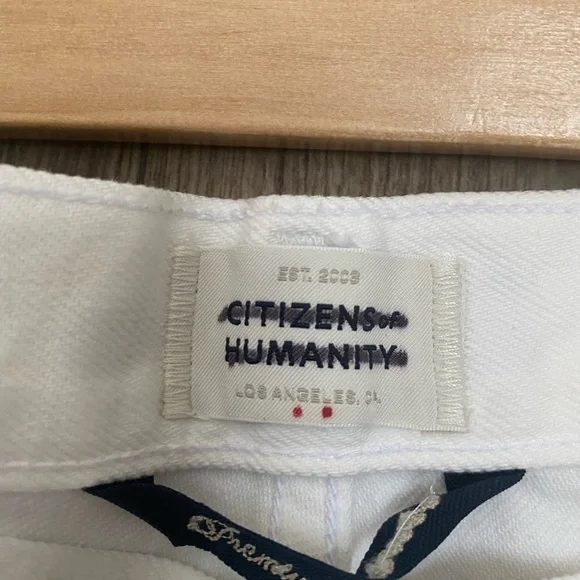 EST. 2003
CITIZENS of
HUMANITY
LOS ANGELES, CA